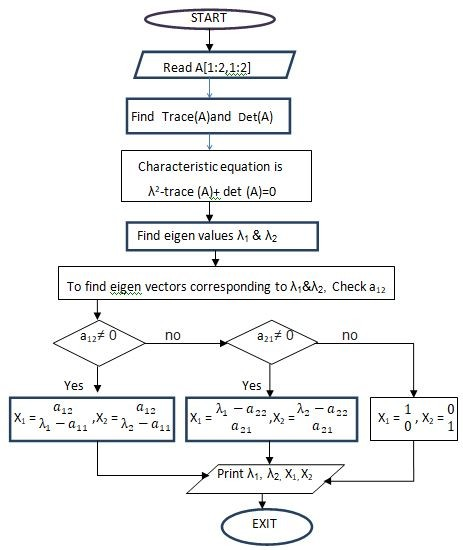 START
Read A[1:2,1:2]
Find Trace(A)and Det(A)
Characteristic equation is
λ²-trace (A)+ det (A)=0
Find eigen values λ₁ & λ₂
To find eigen vectors corresponding to λ₁&λ₂, Check a₁₂
a₁₂≠ 0
no
a₂₁≠ 0
no
Yes
Yes
X₁ = a₁₂ / λ₁ − a₁₁ ,X₂ = a₁₂ / λ₂ − a₁₁
X₁ = λ₁ − a₂₂ / a₂₁ ,X₂ = λ₂ − a₂₂ / a₂₁
X₁ = 1 / 0 , X₂ = 0 / 1
Print λ₁, λ₂, X₁, X₂
EXIT